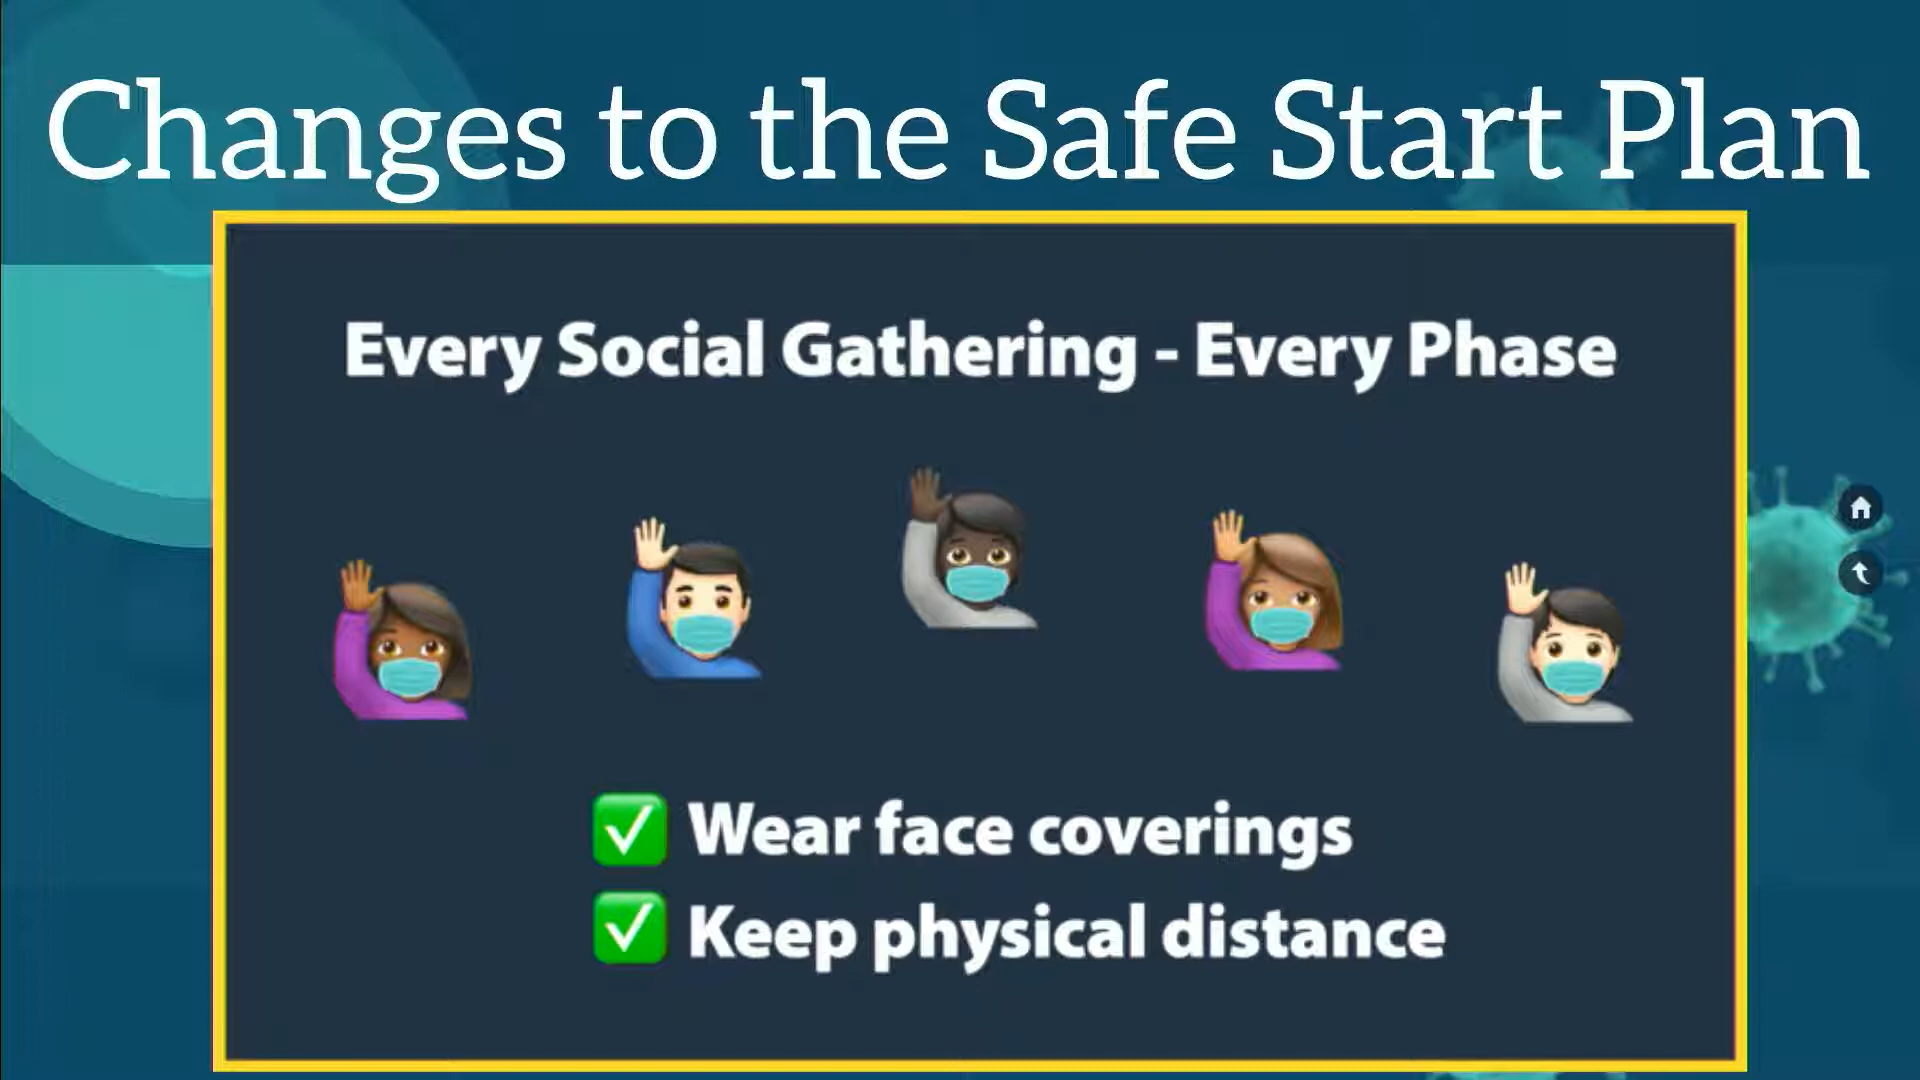 Changes to the Safe Start Plan
Every Social Gathering - Every Phase
Wear face coverings
Keep physical distance